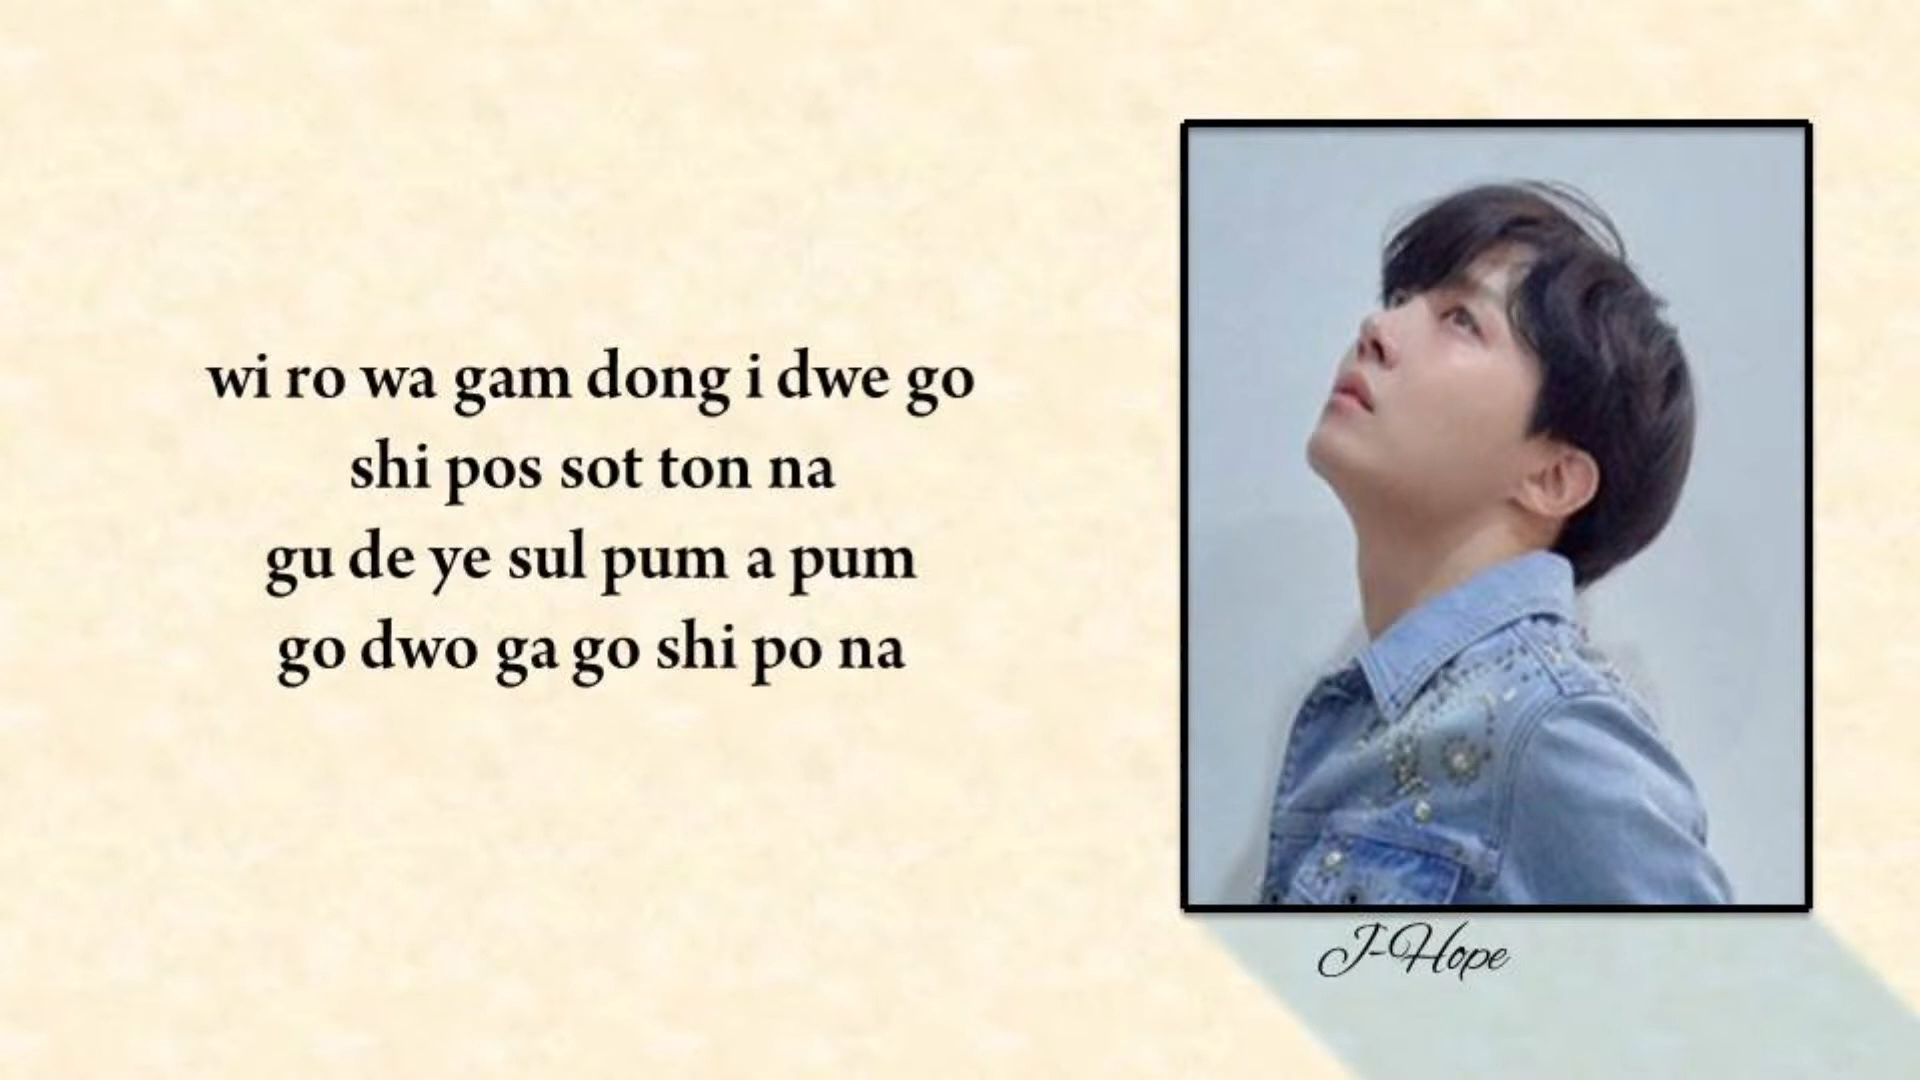 wi ro wa gam dong i dwe go
shi pos sot ton na
gu de ye sul pum a pum
go dwo ga go shi po na
J-Hope